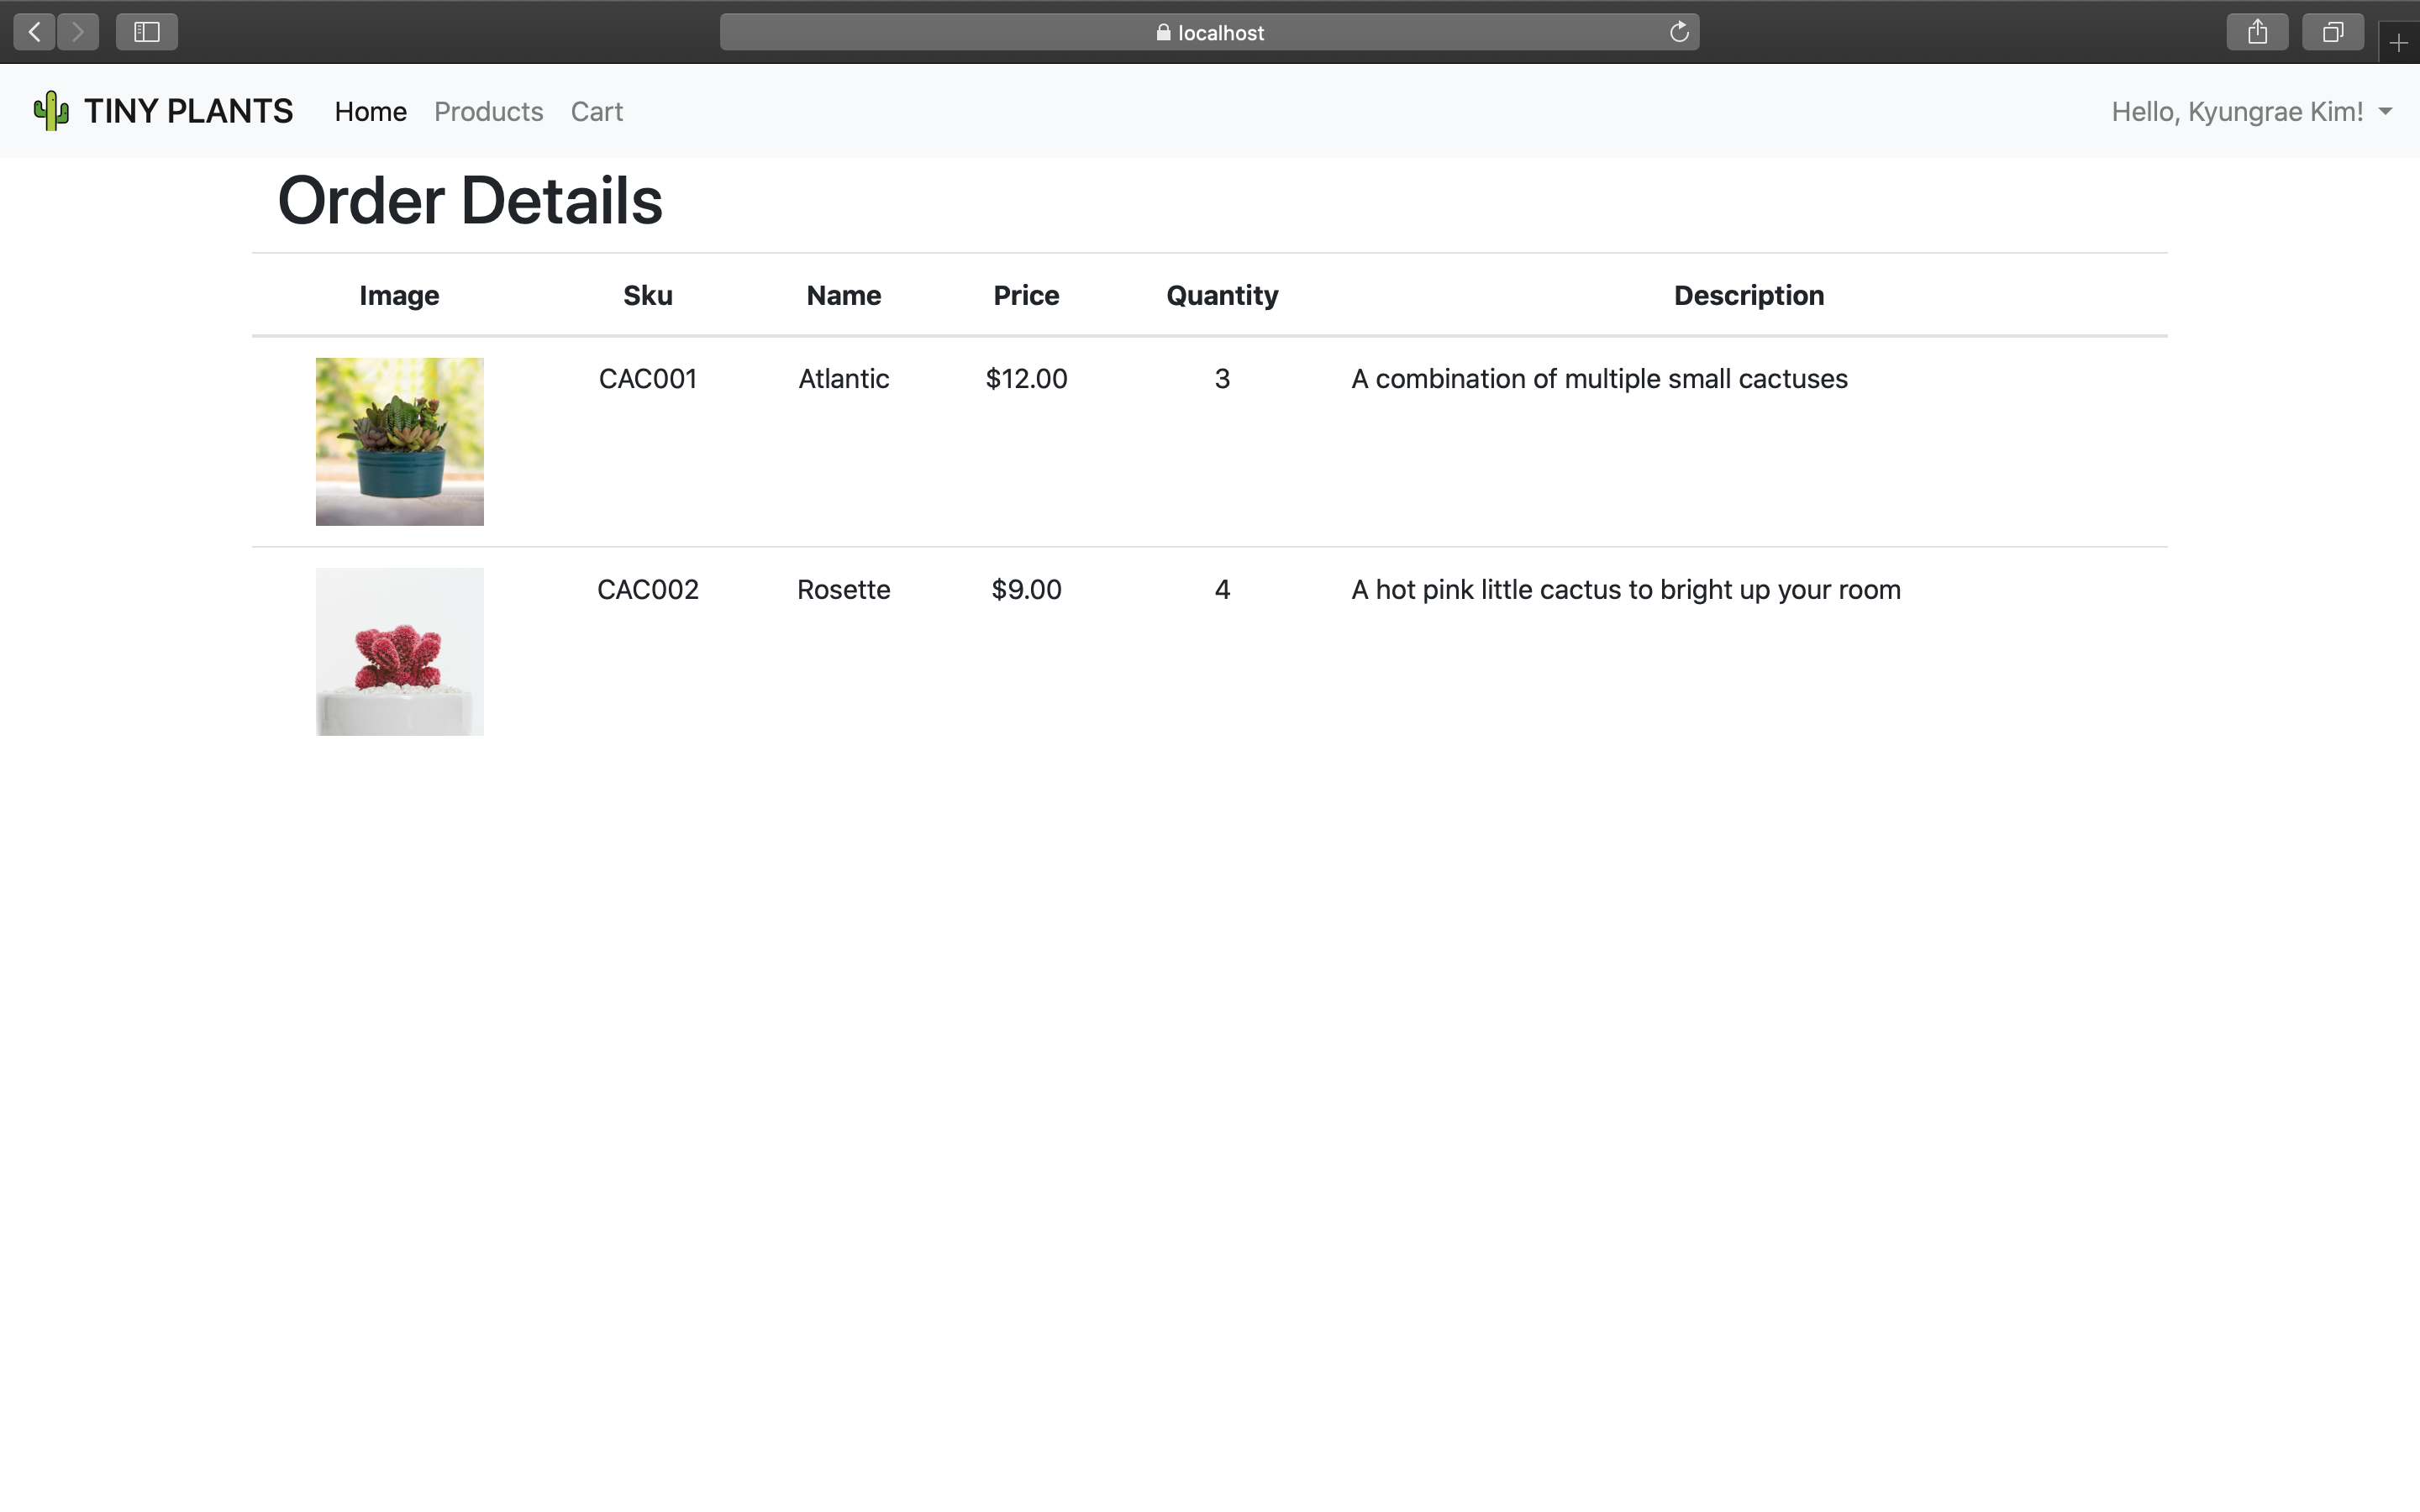 localhost
TINY PLANTS Home Products Cart Hello, Kyungrae Kim!
Order Details
Image Sku Name Price Quantity Description
CAC001 Atlantic $12.00 3 A combination of multiple small cactuses
CAC002 Rosette $9.00 4 A hot pink little cactus to bright up your room